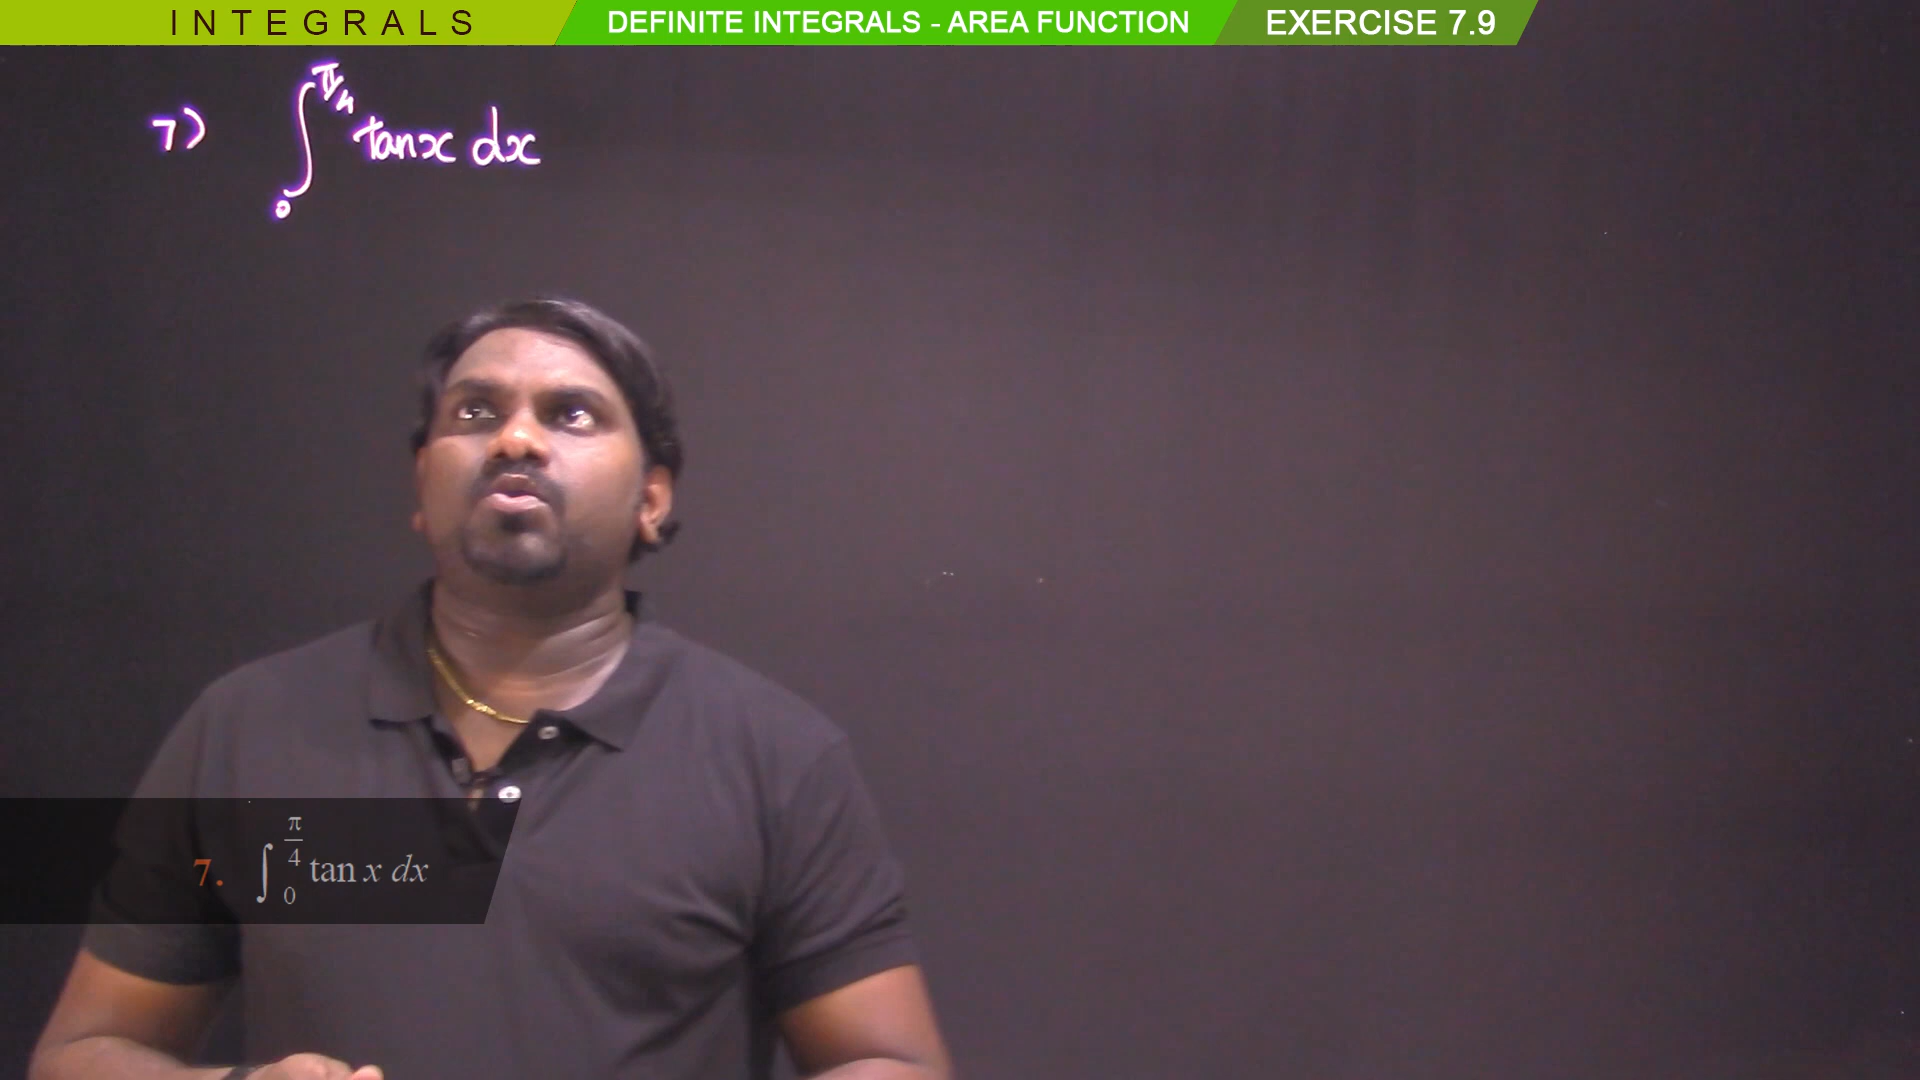 INTEGRALS DEFINITE INTEGRALS - AREA FUNCTION EXERCISE 7.9
7) ∫₀^{π/4} tanx dx
7. ∫₀^{π/4} tan x dx